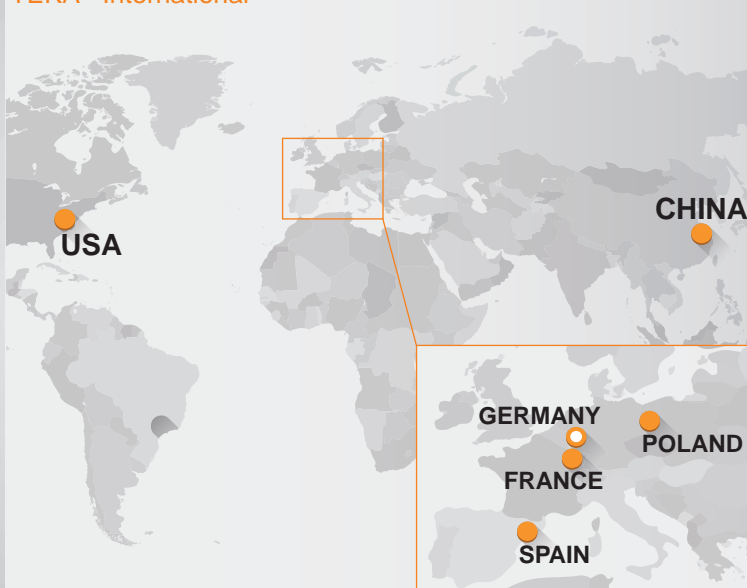 International
CHINA
USA
GERMANY
POLAND
FRANCE
SPAIN